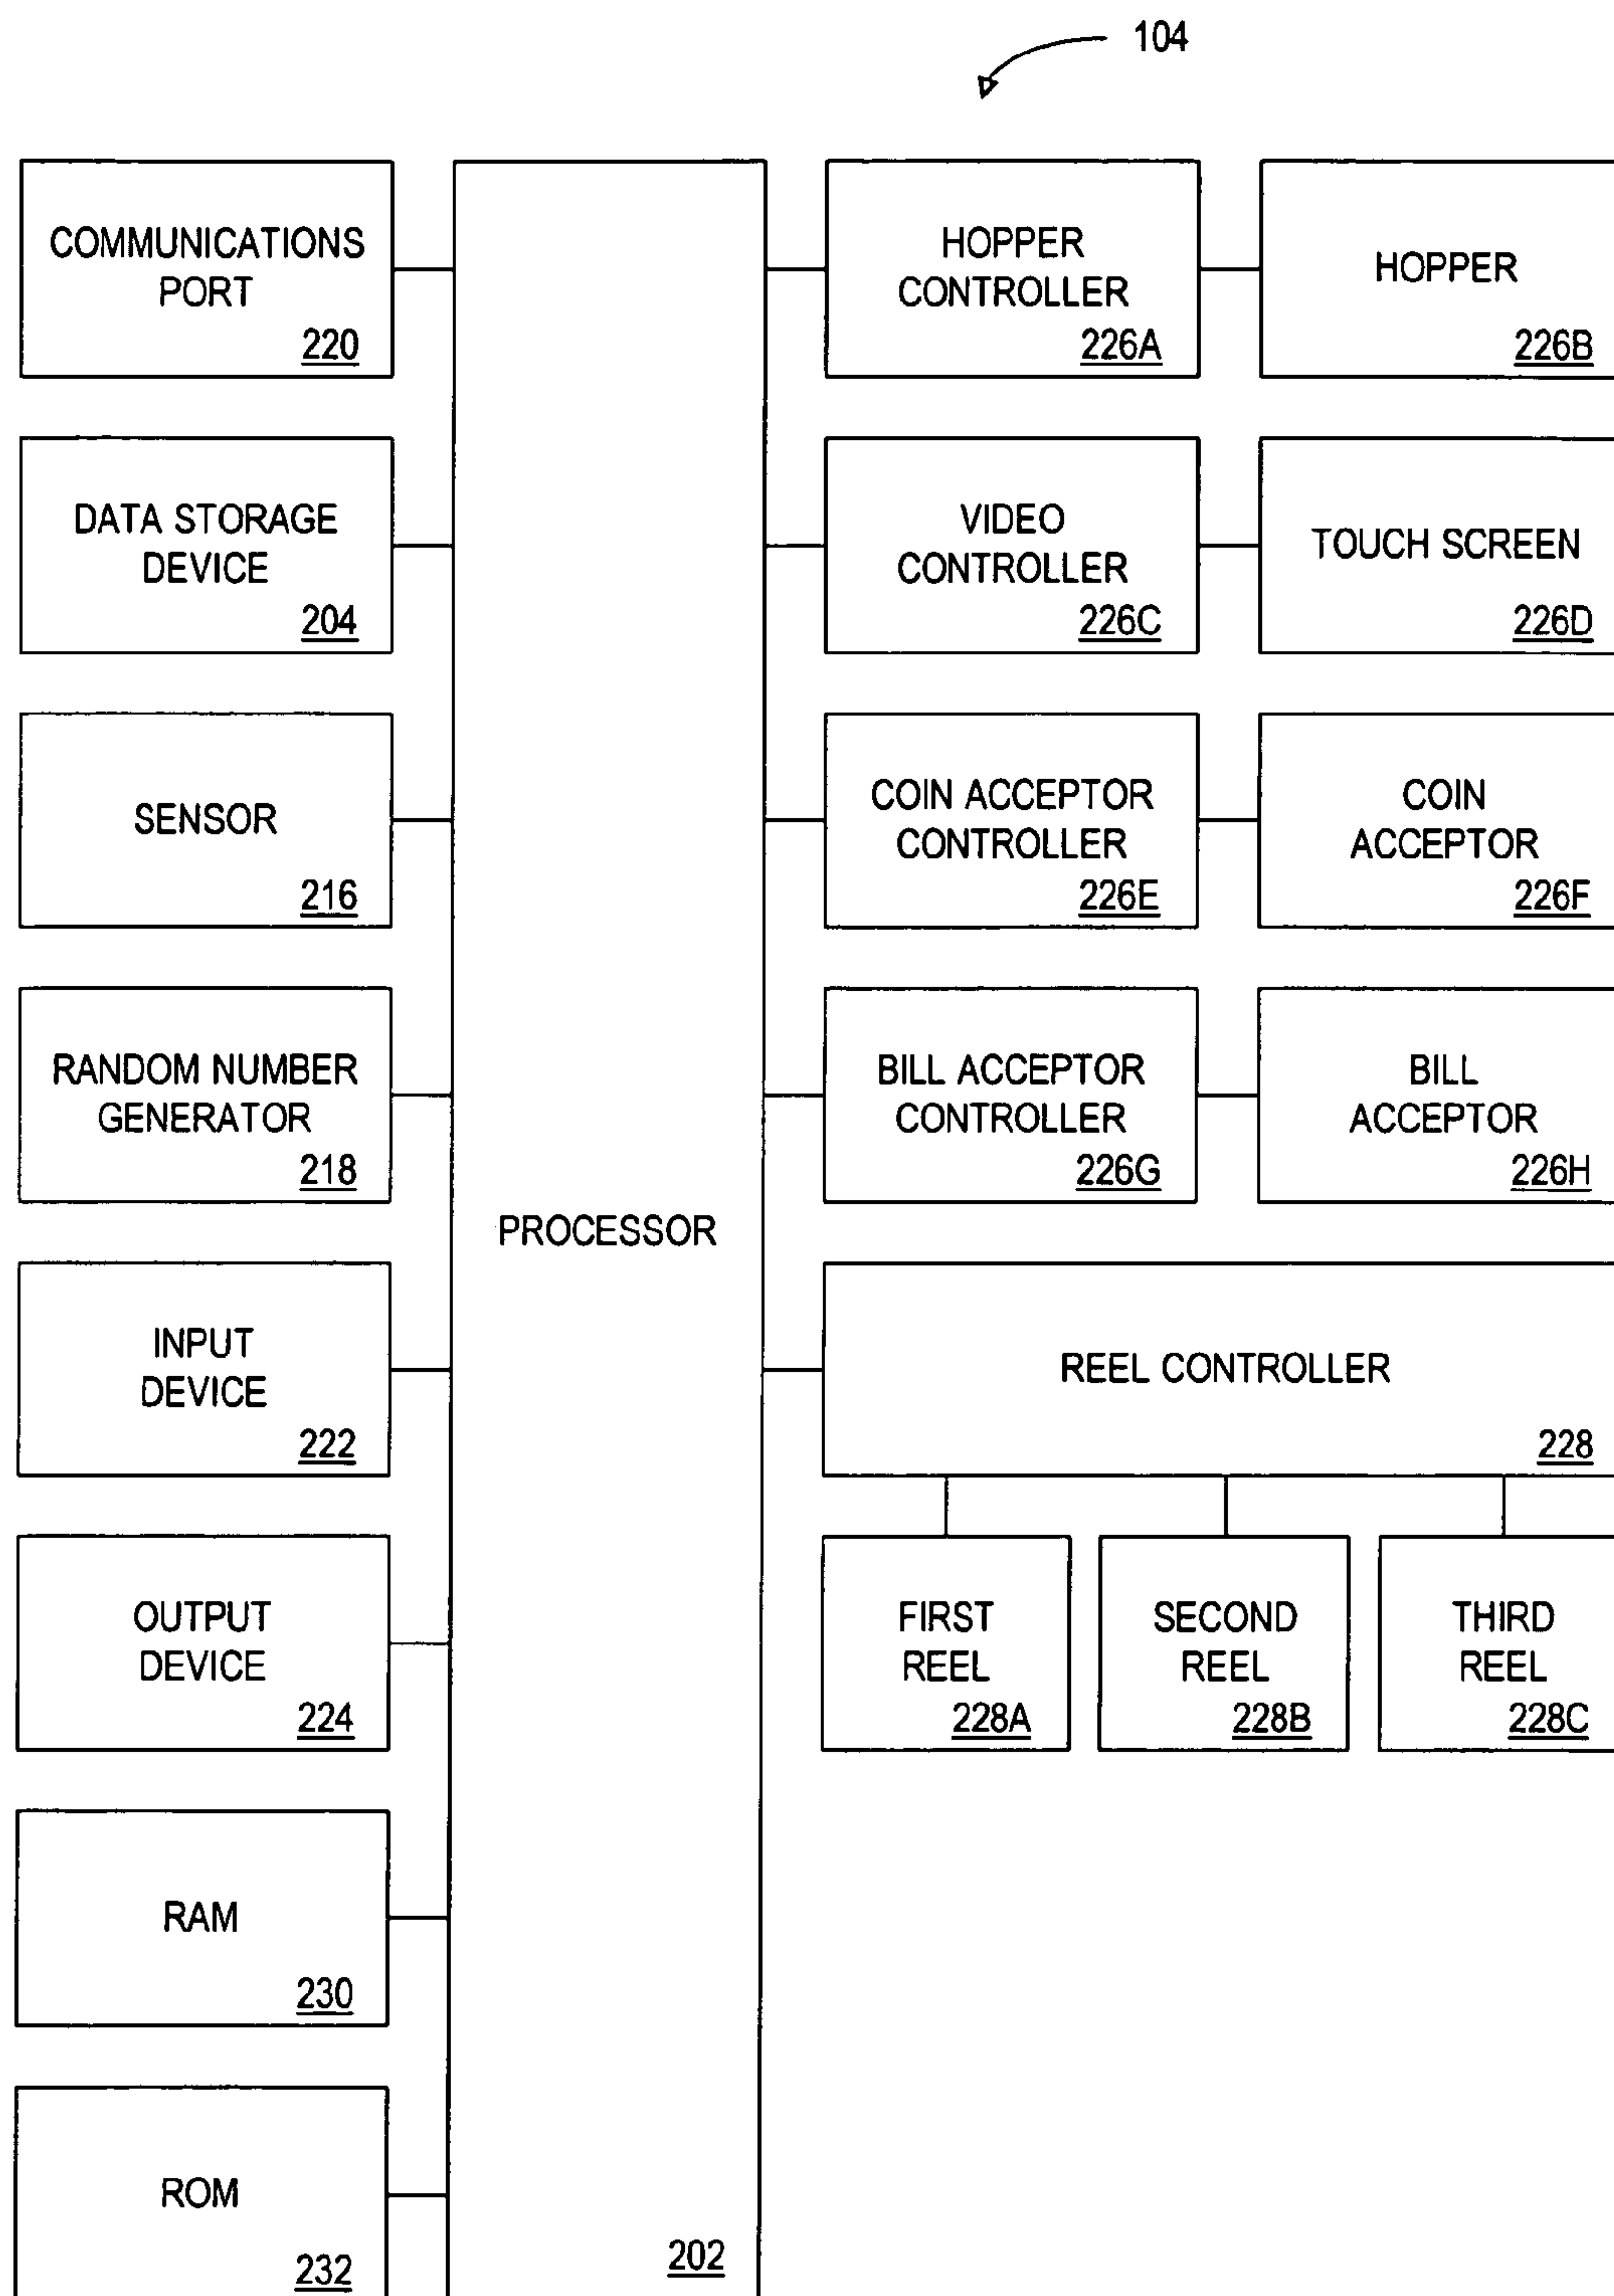 104
COMMUNICATIONS
PORT
220
HOPPER
CONTROLLER
226A
HOPPER
226B
DATA STORAGE
DEVICE
204
VIDEO
CONTROLLER
226C
TOUCH SCREEN
226D
SENSOR
216
COIN ACCEPTOR
CONTROLLER
226E
COIN
ACCEPTOR
226F
RANDOM NUMBER
GENERATOR
218
BILL ACCEPTOR
CONTROLLER
226G
BILL
ACCEPTOR
226H
PROCESSOR
202
INPUT
DEVICE
222
REEL CONTROLLER
228
OUTPUT
DEVICE
224
FIRST
REEL
228A
SECOND
REEL
228B
THIRD
REEL
228C
RAM
230
ROM
232